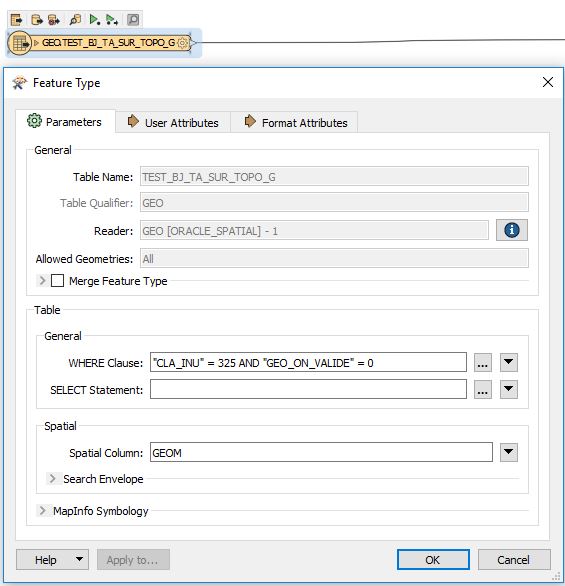 GEO.TEST_BJ_TA_SUR_TOPO_G
Feature Type
Parameters User Attributes Format Attributes
General
Table Name: TEST_BJ_TA_SUR_TOPO_G
Table Qualifier: GEO
Reader: GEO [ORACLE_SPATIAL] - 1
Allowed Geometries: All
Merge Feature Type
Table
General
WHERE Clause: "CLA_INU" = 325 AND "GEO_ON_VALIDE" = 0 ...
SELECT Statement: ...
Spatial
Spatial Column: GEOM
Search Envelope
MapInfo Symbology
Help Apply to... OK Cancel